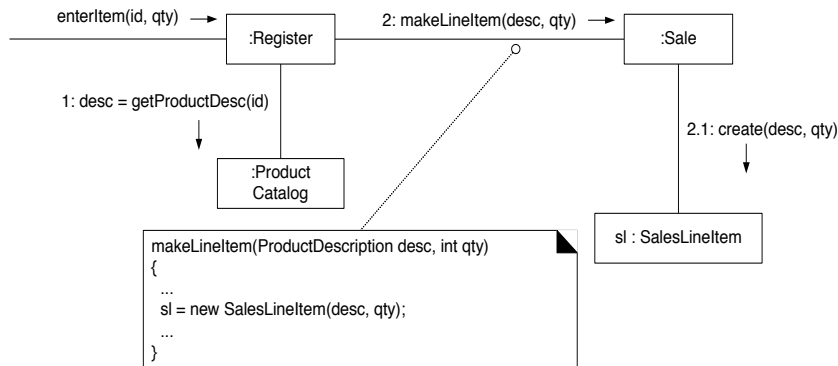 enterItem(id, qty)
:Register
2: makeLineItem(desc, qty)
:Sale
1: desc = getProductDesc(id)
2.1: create(desc, qty)
:Product
Catalog
sl : SalesLineItem
makeLineItem(ProductDescription desc, int qty)
{
...
sl = new SalesLineItem(desc, qty);
...
}